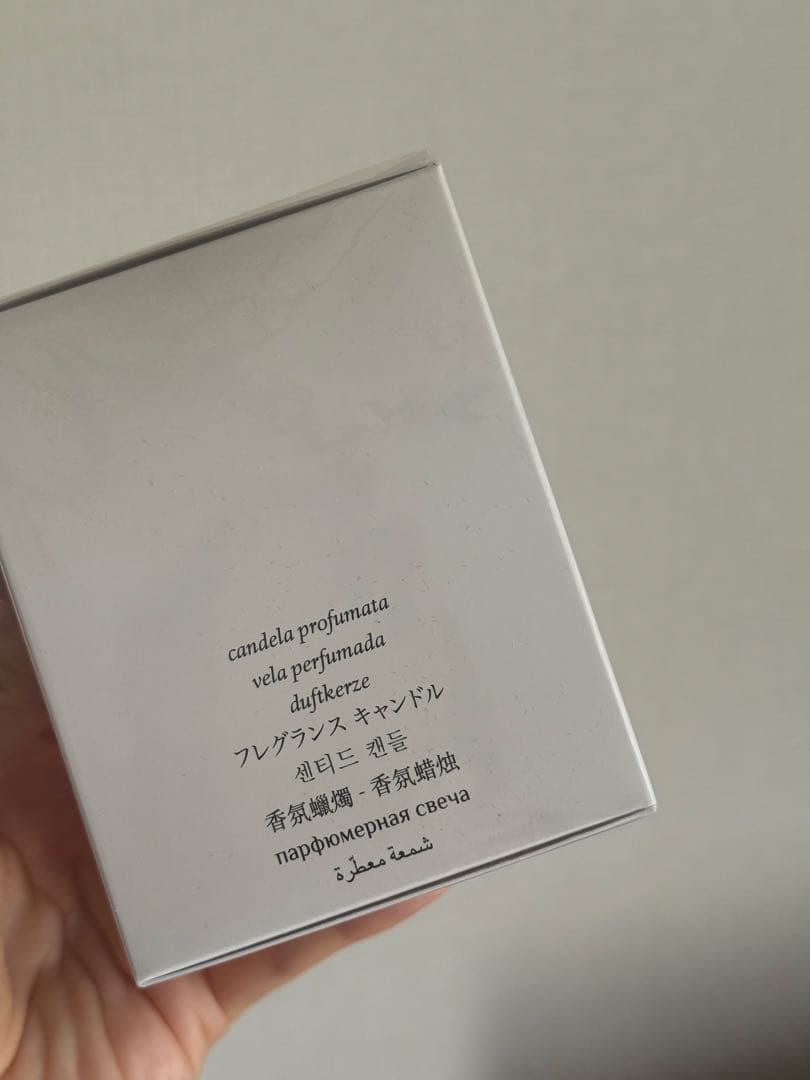 candela profumata
vela perfumada
duftkerze
フレグランス キャンドル
센티드 캔들
香氛蠟燭 - 香氛蜡烛
парфюмерная свеча
شمعة معطّرة